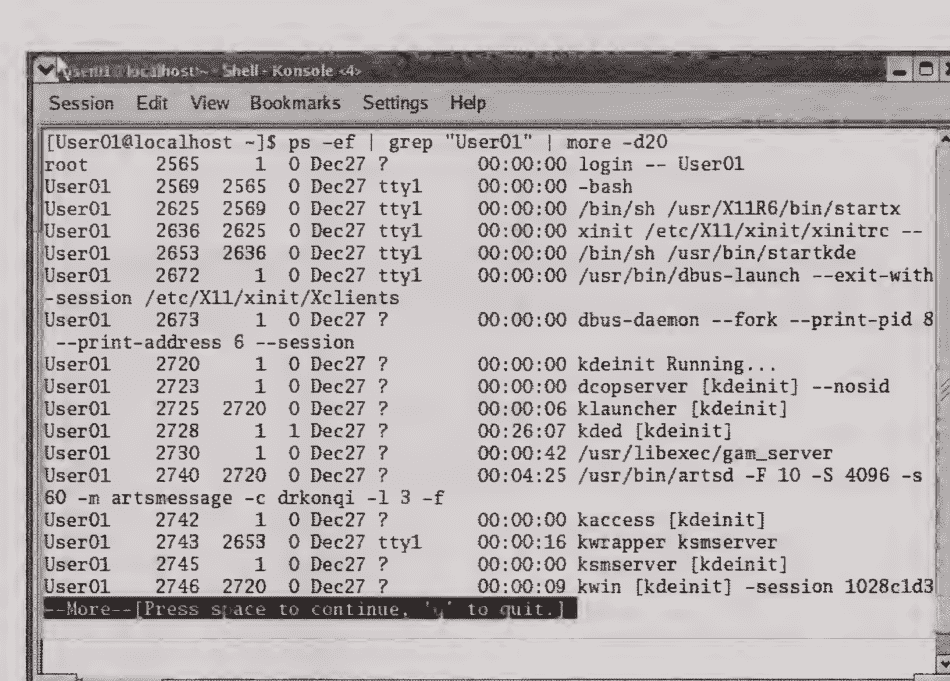 user01@localhost:~ - Shell - Konsole <4>
Session Edit View Bookmarks Settings Help
[User01@localhost ~]$ ps -ef | grep "User01" | more -d20
root 2565 1 0 Dec27 ? 00:00:00 login -- User01
User01 2569 2565 0 Dec27 tty1 00:00:00 -bash
User01 2625 2569 0 Dec27 tty1 00:00:00 /bin/sh /usr/X11R6/bin/startx
User01 2636 2625 0 Dec27 tty1 00:00:00 xinit /etc/X11/xinit/xinitrc --
User01 2653 2636 0 Dec27 tty1 00:00:00 /bin/sh /usr/bin/startkde
User01 2672 1 0 Dec27 tty1 00:00:00 /usr/bin/dbus-launch --exit-with
-session /etc/X11/xinit/Xclients
User01 2673 1 0 Dec27 ? 00:00:00 dbus-daemon --fork --print-pid 8
--print-address 6 --session
User01 2720 1 0 Dec27 ? 00:00:00 kdeinit Running...
User01 2723 1 0 Dec27 ? 00:00:00 dcopserver [kdeinit] --nosid
User01 2725 2720 0 Dec27 ? 00:00:06 klauncher [kdeinit]
User01 2728 1 1 Dec27 ? 00:26:07 kded [kdeinit]
User01 2730 1 0 Dec27 ? 00:00:42 /usr/libexec/gam_server
User01 2740 2720 0 Dec27 ? 00:04:25 /usr/bin/artsd -F 10 -S 4096 -s
60 -m artsmessage -c drkonqi -l 3 -f
User01 2742 1 0 Dec27 ? 00:00:00 kaccess [kdeinit]
User01 2743 2653 0 Dec27 tty1 00:00:16 kwrapper ksmserver
User01 2745 1 0 Dec27 ? 00:00:00 ksmserver [kdeinit]
User01 2746 2720 0 Dec27 ? 00:00:09 kwin [kdeinit] -session 1028c1d3
--More--[Press space to continue, 'q' to quit.]